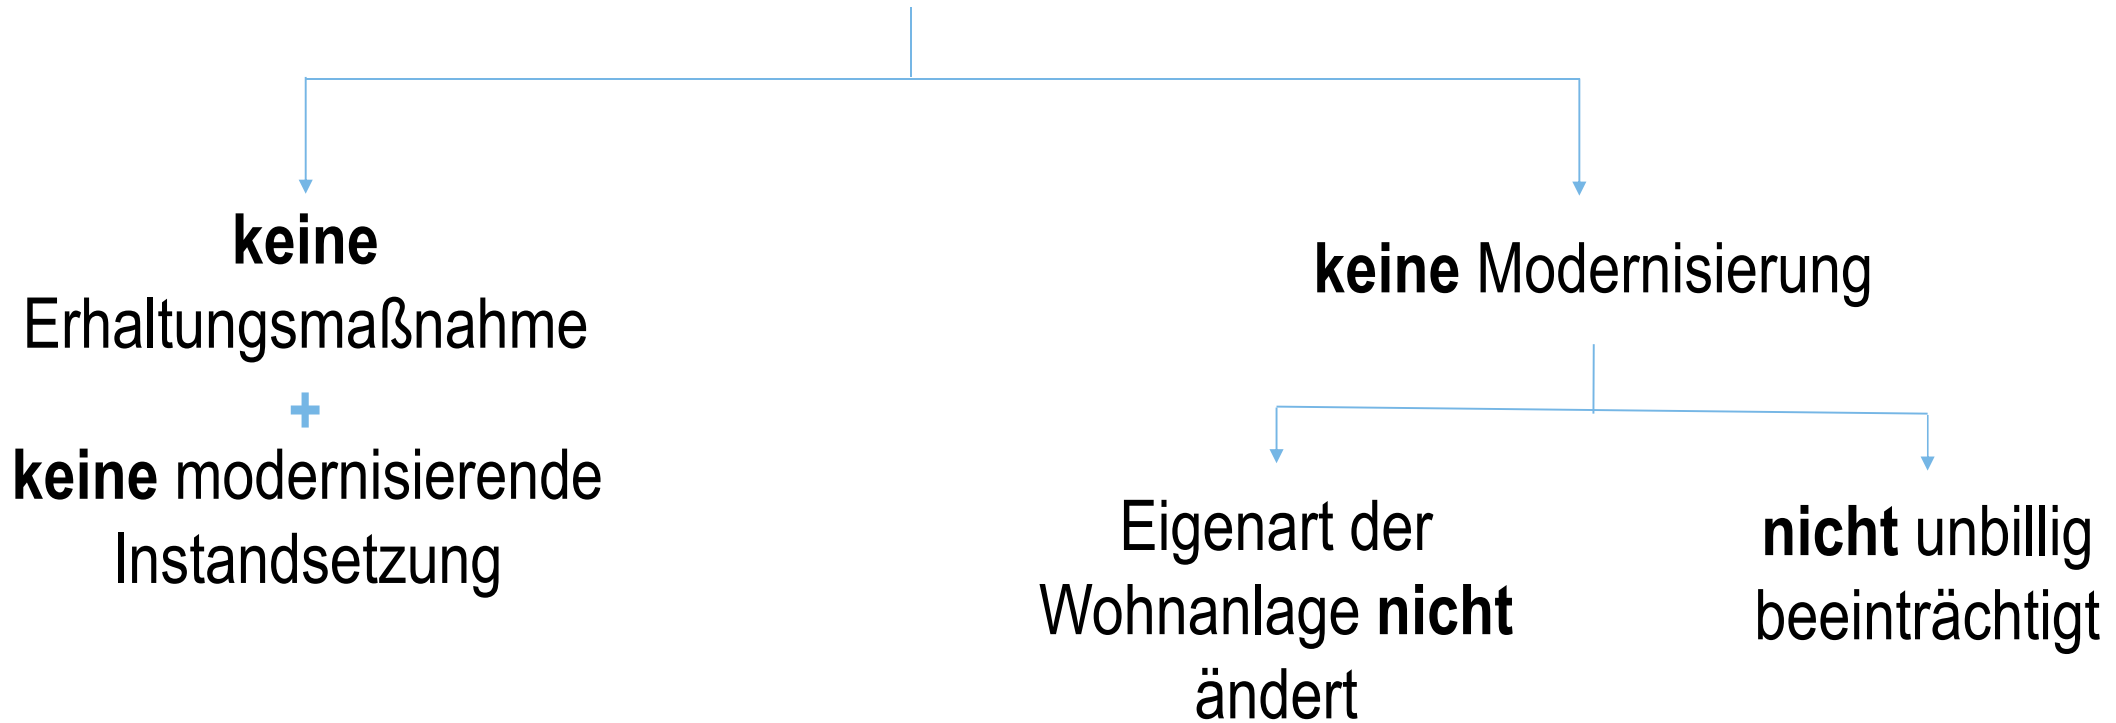 keine
Erhaltungsmaßnahme
+
keine modernisierende
Instandsetzung
keine Modernisierung
Eigenart der
Wohnanlage nicht
ändert
nicht unbillig
beeinträchtigt